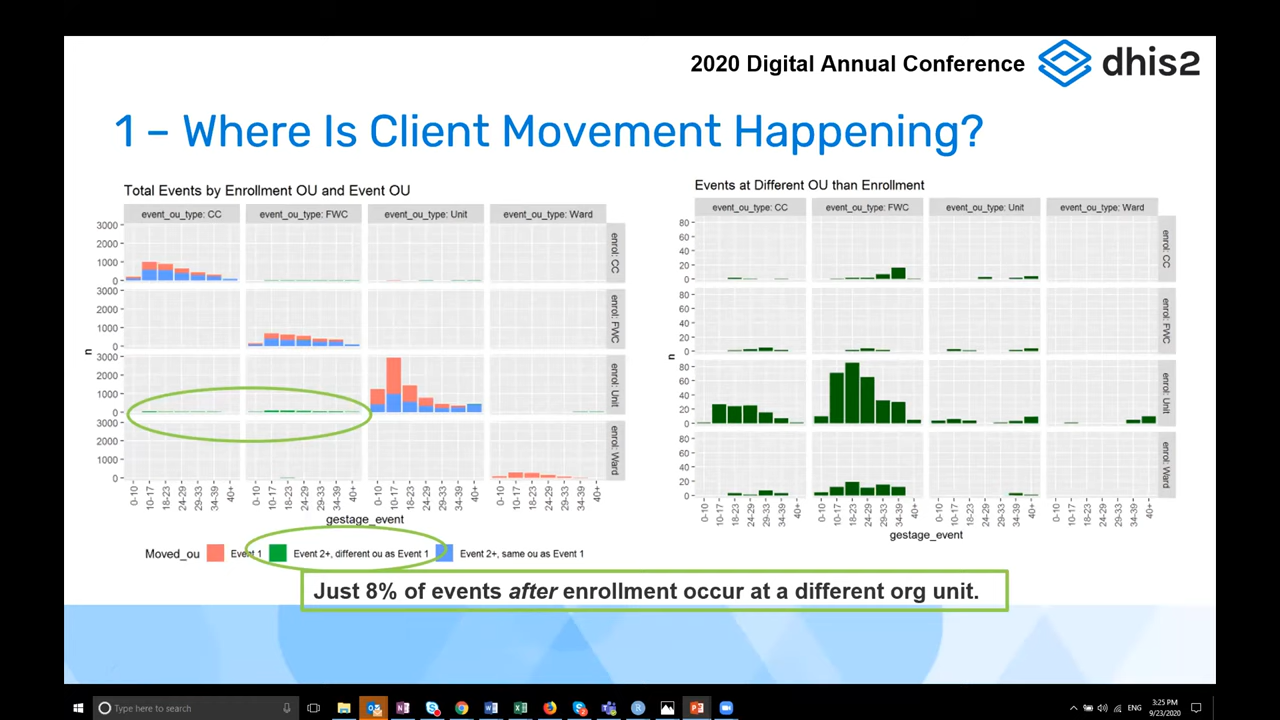 2020 Digital Annual Conference
dhis2
1 – Where Is Client Movement Happening?
Total Events by Enrollment OU and Event OU
event_ou_type: CC event_ou_type: FWC event_ou_type: Unit event_ou_type: Ward
3000
2000
1000
0
enrol: CC
3000
2000
1000
0
enrol: FWC
3000
2000
1000
0
enrol: Unit
3000
2000
1000
0
enrol: Ward
n
0-10 10-17 18-23 24-29 29-33 34-39 40+ 0-10 10-17 18-23 24-29 29-33 34-39 40+ 0-10 10-17 18-23 24-29 29-33 34-39 40+ 0-10 10-17 18-23 24-29 29-33 34-39 40+
gestage_event
Moved_ou Event 1 Event 2+, different ou as Event 1 Event 2+, same ou as Event 1
Events at Different OU than Enrollment
event_ou_type: CC event_ou_type: FWC event_ou_type: Unit event_ou_type: Ward
80
60
40
20
0
enrol: CC
80
60
40
20
0
enrol: FWC
80
60
40
20
0
enrol: Unit
80
60
40
20
0
enrol: Ward
n
0-10 10-17 18-23 24-29 29-33 34-39 40+ 0-10 10-17 18-23 24-29 29-33 34-39 40+ 0-10 10-17 18-23 24-29 29-33 34-39 40+ 0-10 10-17 18-23 24-29 29-33 34-39 40+
gestage_event
Just 8% of events after enrollment occur at a different org unit.
Type here to search
ENG
3:25 PM
9/23/2020